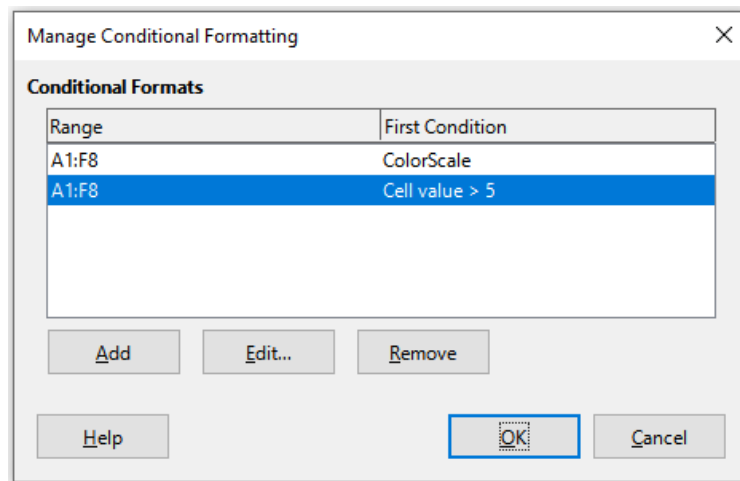 Manage Conditional Formatting
Conditional Formats
Range First Condition
A1:F8 ColorScale
A1:F8 Cell value > 5
Add Edit... Remove
Help OK Cancel